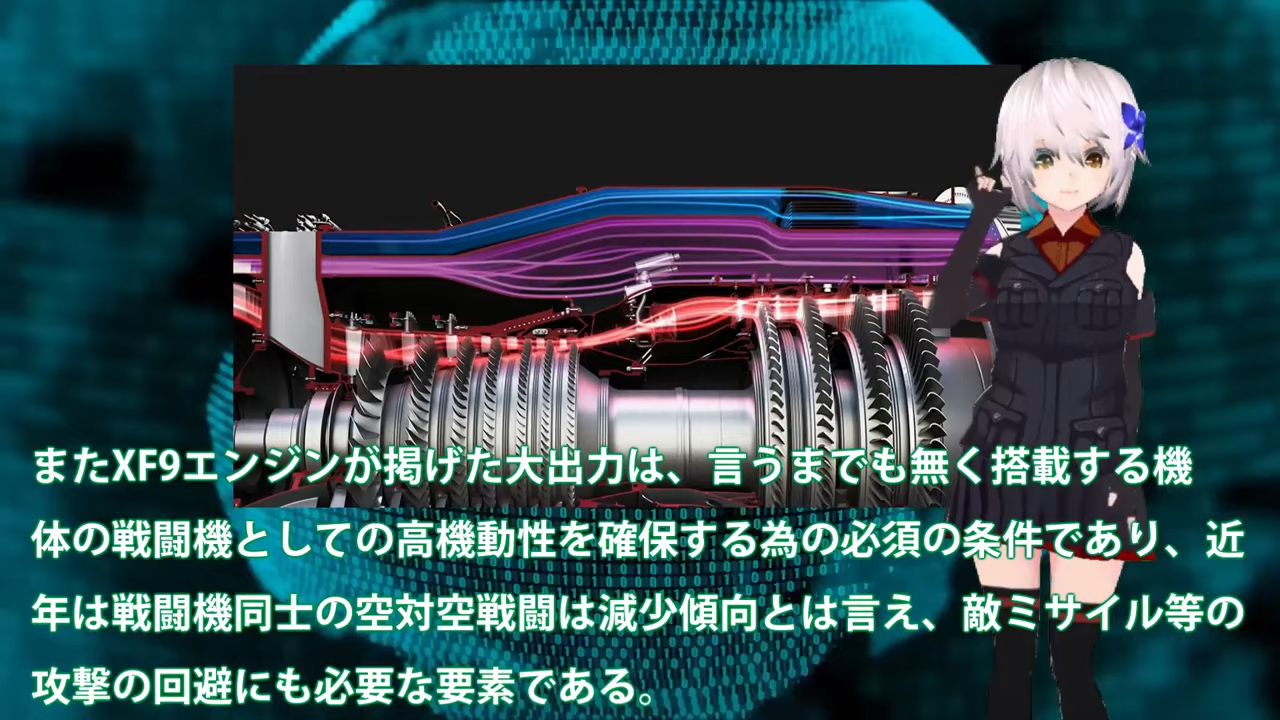 またXF9エンジンが掲げた大出力は、言うまでも無く搭載する機
体の戦闘機としての高機動性を確保する為の必須の条件であり、近
年は戦闘機同士の空対空戦闘は減少傾向とは言え、敵ミサイル等の
攻撃の回避にも必要な要素である。